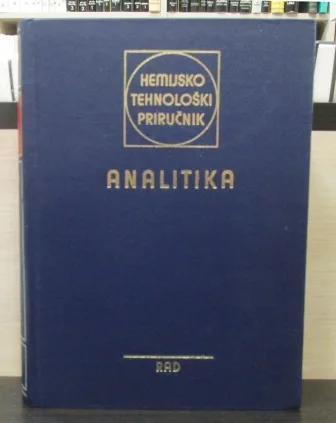 HEMIJSKO
TEHNOLOŠKI
PRIRUČNIK
ANALITIKA
RAD